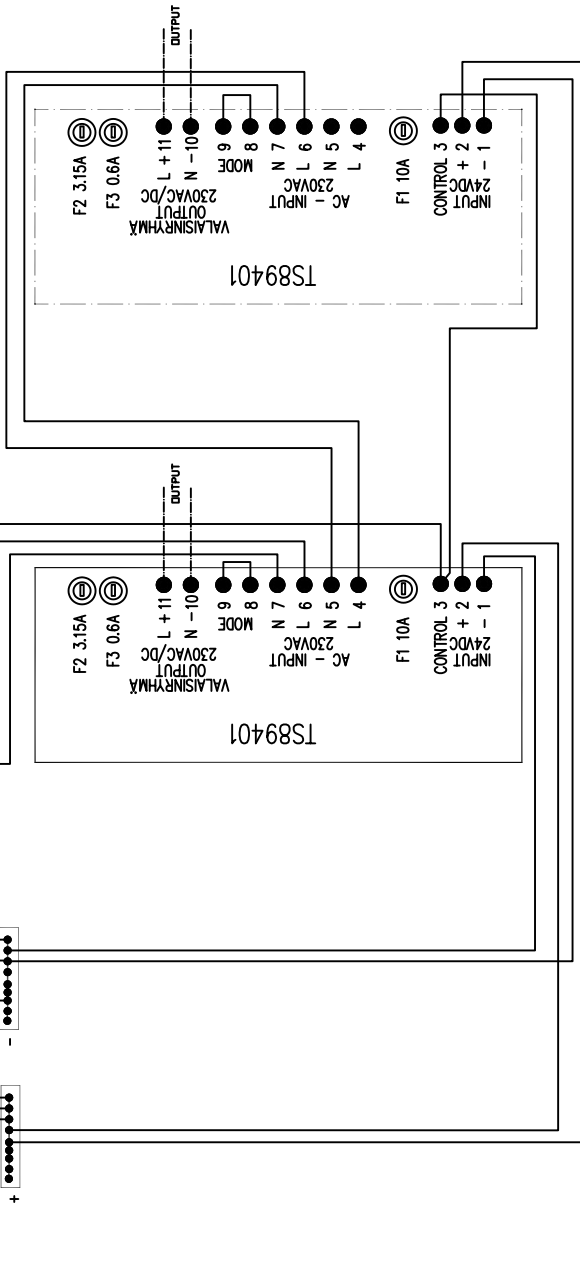 OUTPUT
F2 3.15A
F3 0.6A
L + 11
N - 10
9
8
MODE
N 7
L 6
N 5
L 4
F1 10A
CONTROL 3
+ 2
- 1
230VAC/DC
OUTPUT
VALAISINRYHMÄ
230VAC
AC - INPUT
24VDC
INPUT
TS89401
OUTPUT
F2 3.15A
F3 0.6A
L + 11
N - 10
9
8
MODE
N 7
L 6
N 5
L 4
F1 10A
CONTROL 3
+ 2
- 1
230VAC/DC
OUTPUT
VALAISINRYHMÄ
230VAC
AC - INPUT
24VDC
INPUT
TS89401
-
+